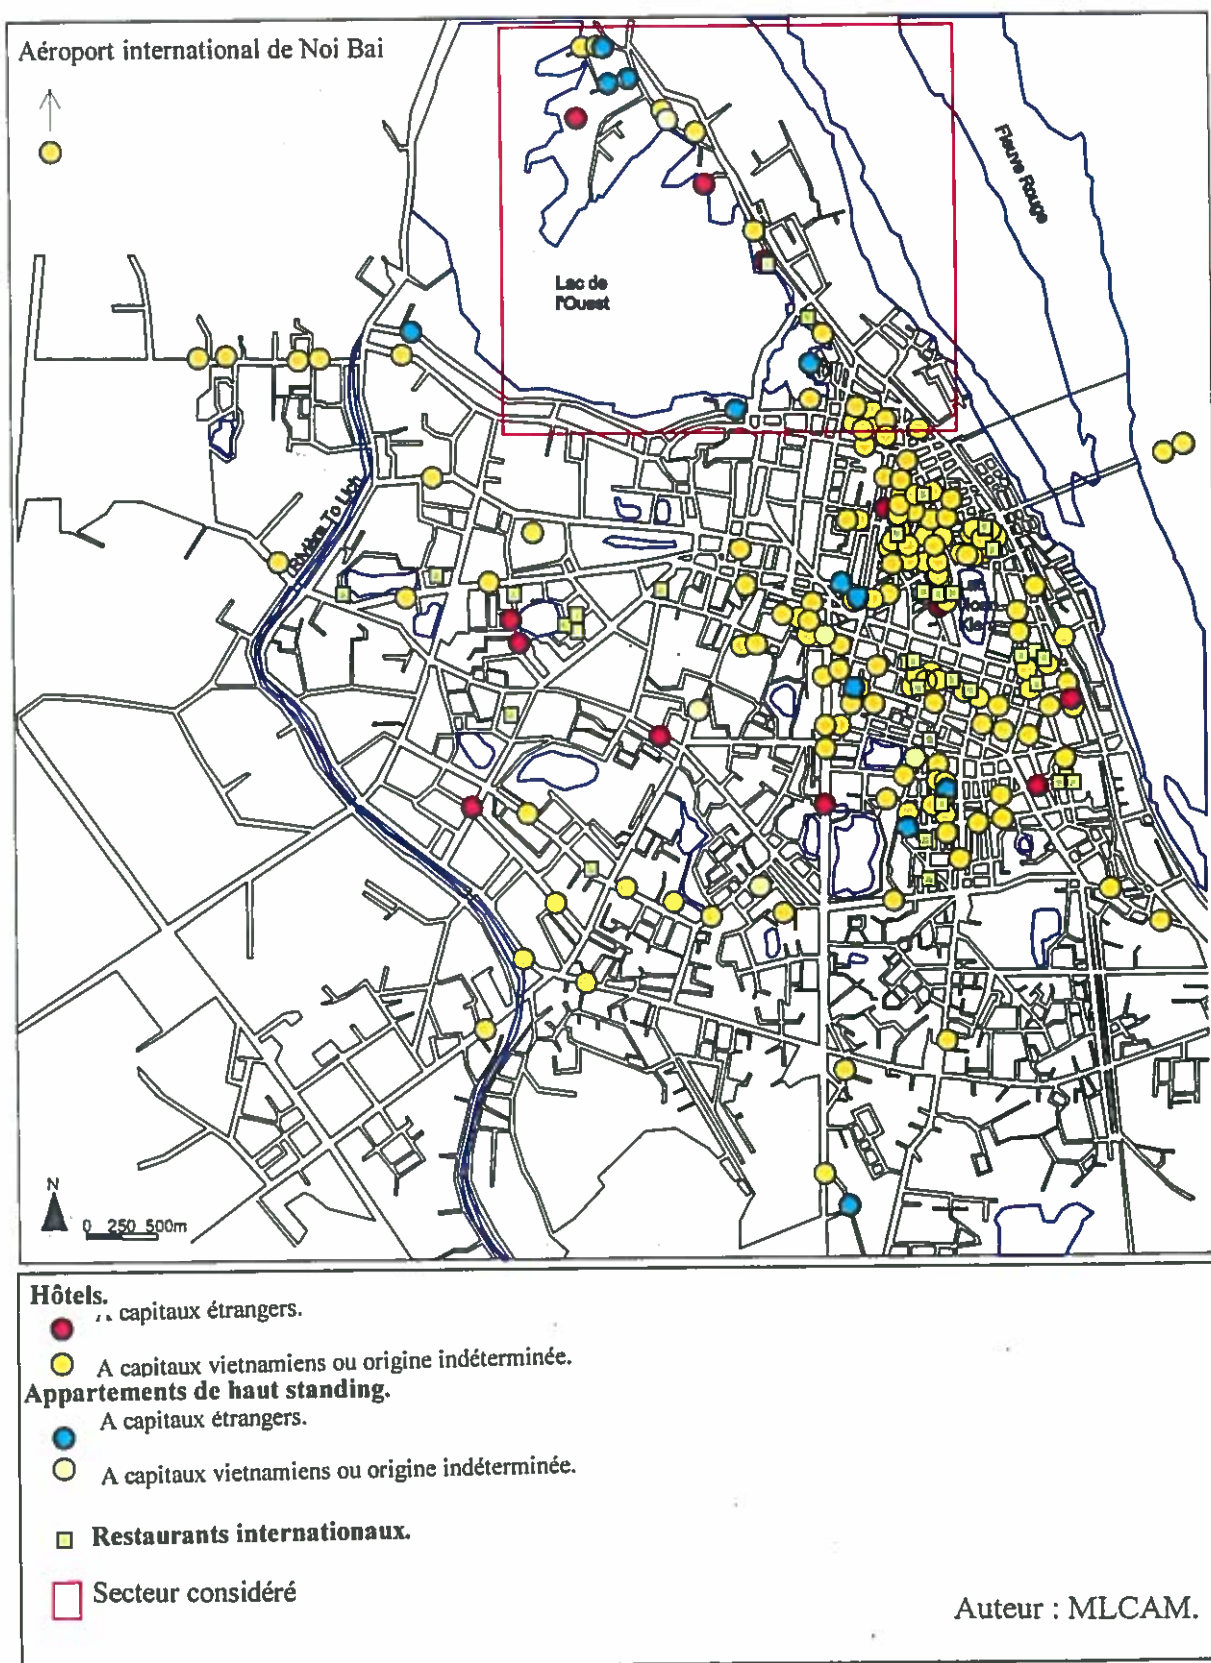 Aéroport international de Noi Bai
Fleuve Rouge
Lac de
l'Ouest
Rivière To Lich
Hoan
Kiem
N
0 250 500m
Hôtels.
A capitaux étrangers.
A capitaux vietnamiens ou origine indéterminée.
Appartements de haut standing.
A capitaux étrangers.
A capitaux vietnamiens ou origine indéterminée.
Restaurants internationaux.
Secteur considéré
Auteur : MLCAM.